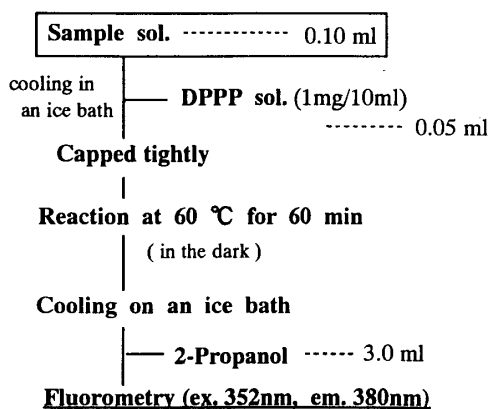 Sample sol. ------------ 0.10 ml
cooling in
an ice bath
DPPP sol. (1mg/10ml)
-------- 0.05 ml
Capped tightly
Reaction at 60 ℃ for 60 min
( in the dark )
Cooling on an ice bath
2-Propanol ------ 3.0 ml
Fluorometry (ex. 352nm, em. 380nm)